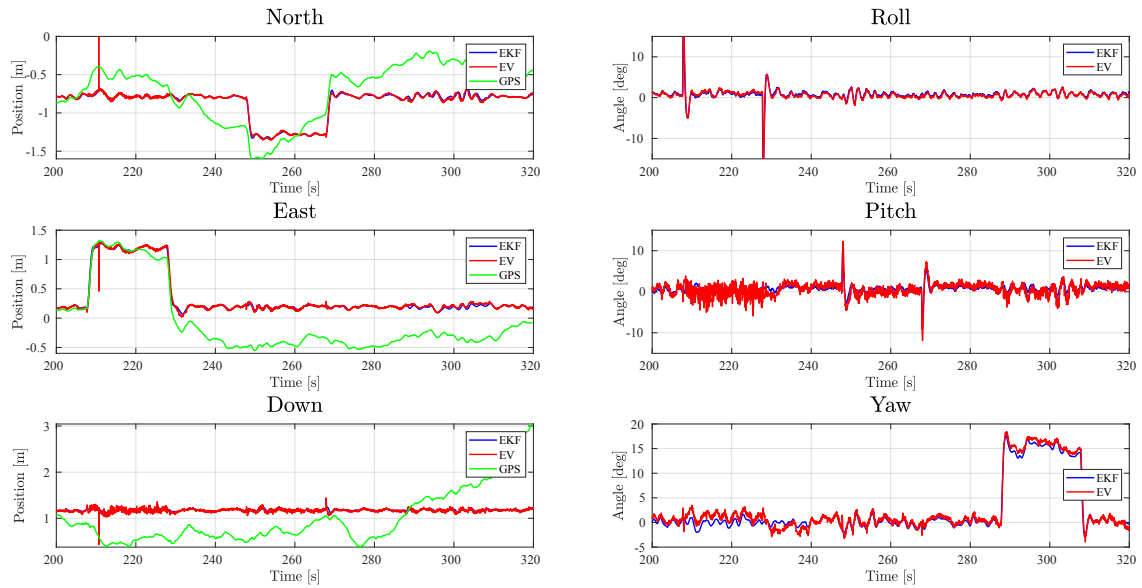 North
0
-0.5
-1
-1.5
Position [m]
EKF
EV
GPS
200 220 240 260 280 300 320
Time [s]
Roll
10
0
-10
Angle [deg]
EKF
EV
200 220 240 260 280 300 320
Time [s]
East
1.5
1
0.5
0
-0.5
Position [m]
EKF
EV
GPS
200 220 240 260 280 300 320
Time [s]
Pitch
10
0
-10
Angle [deg]
EKF
EV
200 220 240 260 280 300 320
Time [s]
Down
3
2
1
Position [m]
EKF
EV
GPS
200 220 240 260 280 300 320
Time [s]
Yaw
20
15
10
5
0
-5
Angle [deg]
EKF
EV
200 220 240 260 280 300 320
Time [s]